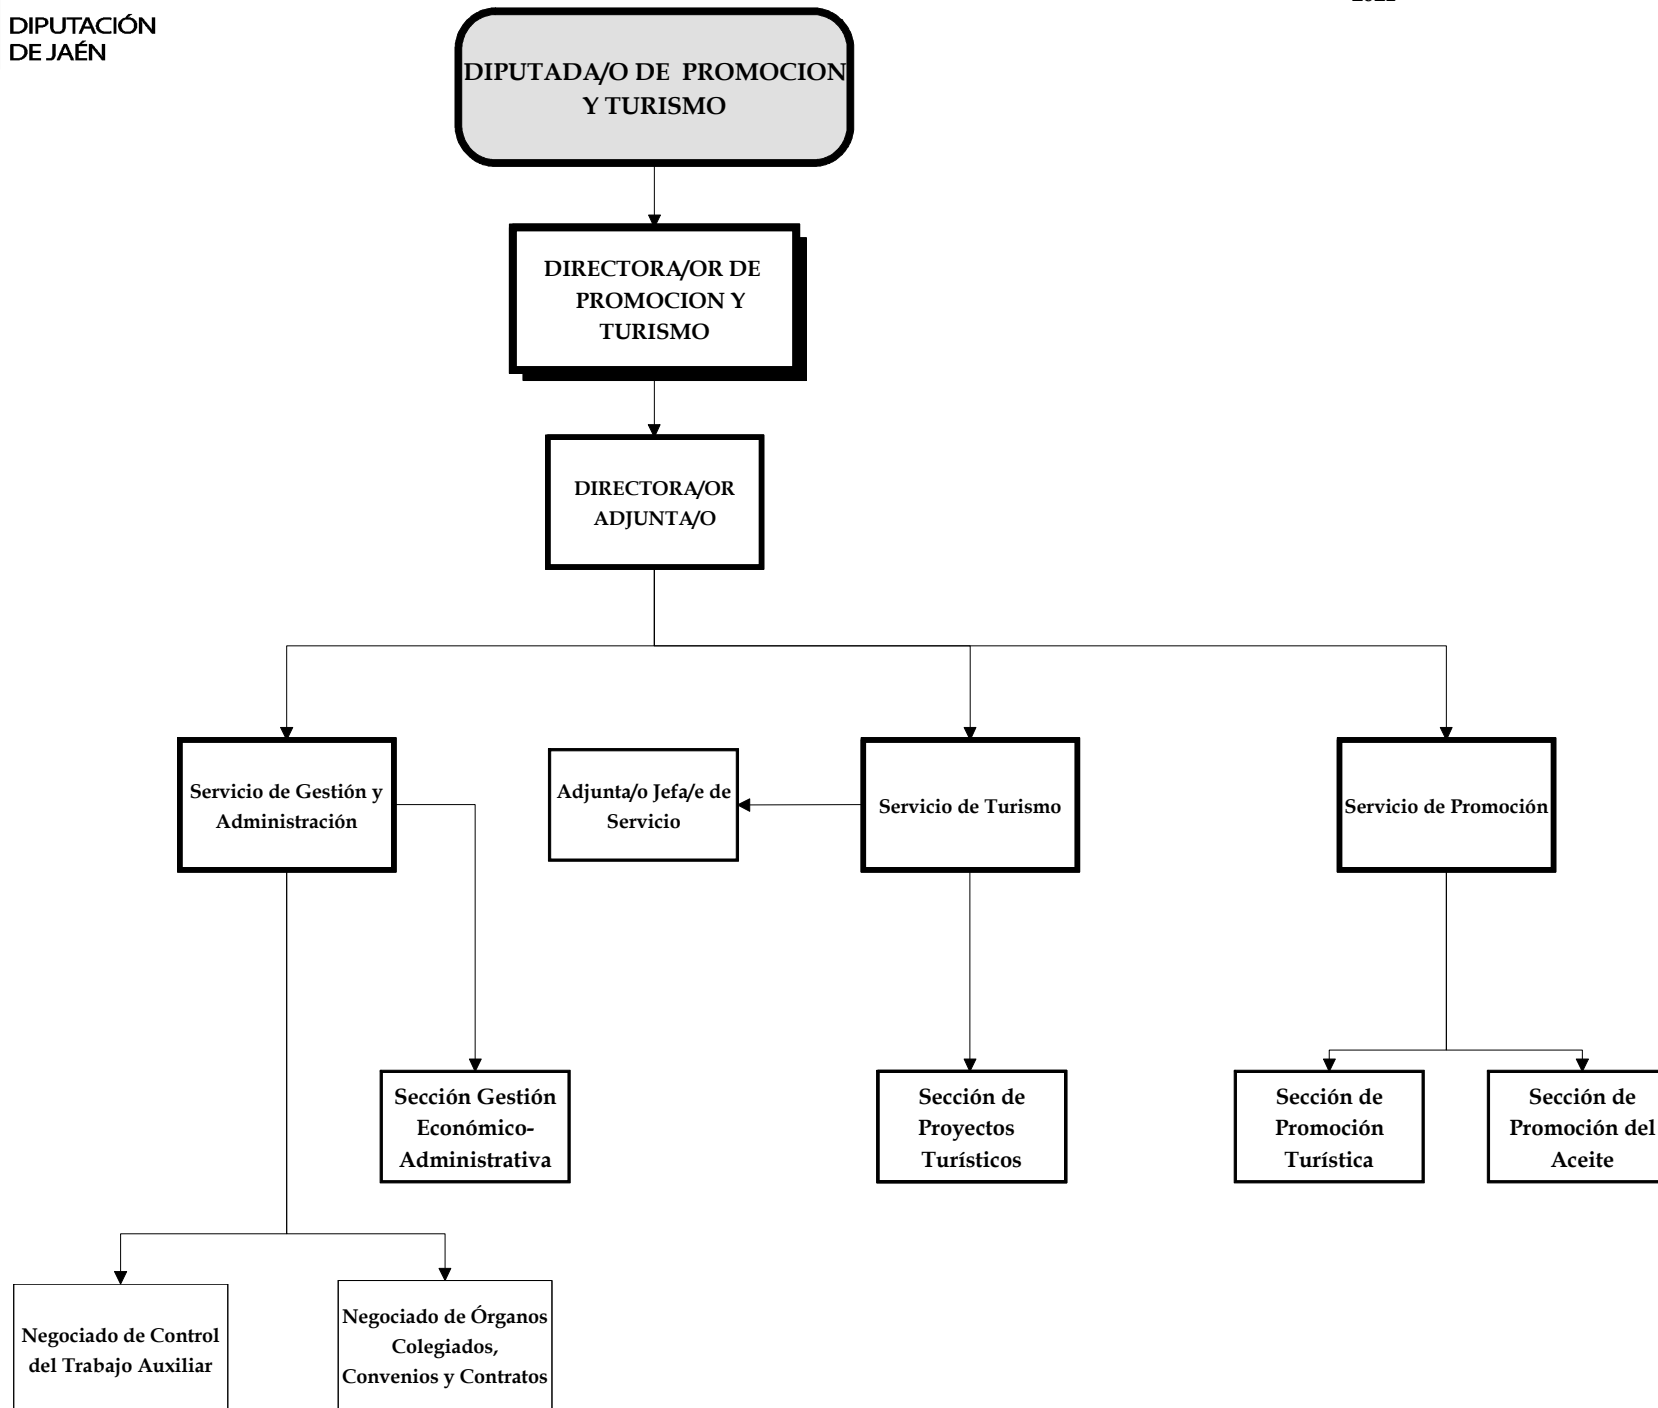 DIPUTACIÓN
DE JAÉN
DIPUTADA/O DE PROMOCION
Y TURISMO
DIRECTORA/OR DE
PROMOCION Y
TURISMO
DIRECTORA/OR
ADJUNTA/O
Servicio de Gestión y
Administración
Adjunta/o Jefa/e de
Servicio
Servicio de Turismo
Servicio de Promoción
Sección Gestión
Económico-
Administrativa
Sección de
Proyectos
Turísticos
Sección de
Promoción
Turística
Sección de
Promoción del
Aceite
Negociado de Control
del Trabajo Auxiliar
Negociado de Órganos
Colegiados,
Convenios y Contratos